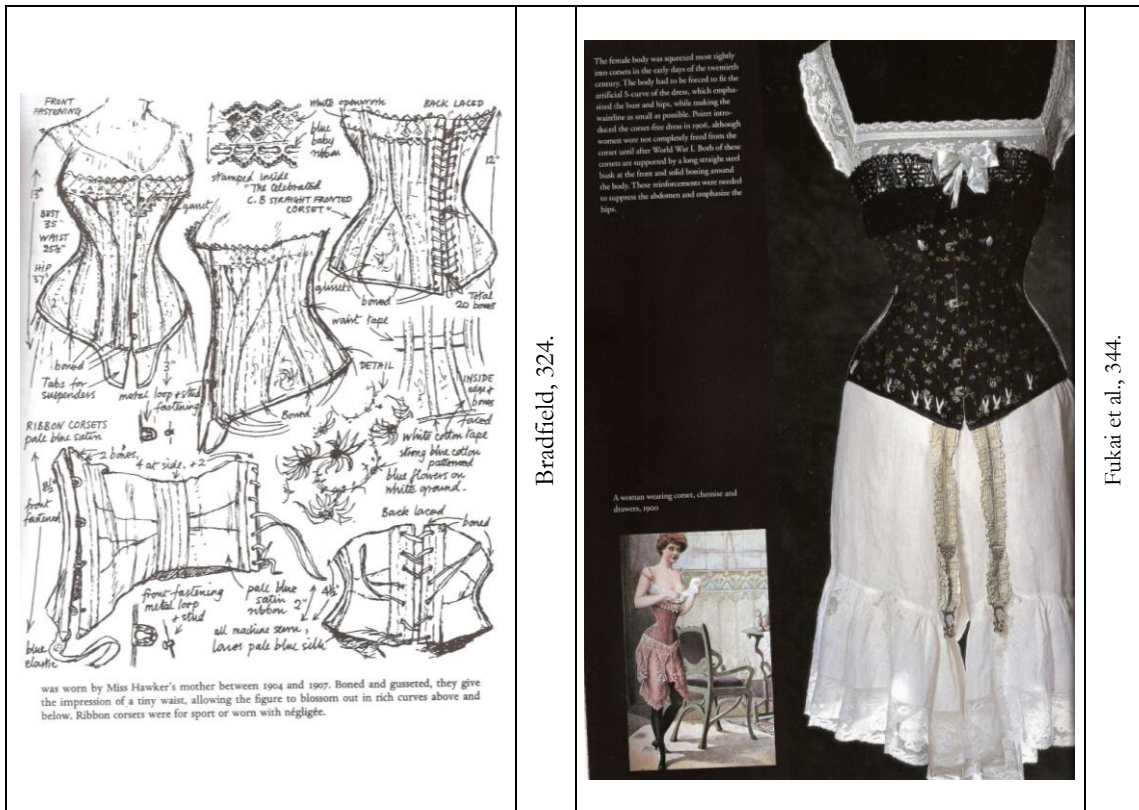 FRONT
FASTENING
13"
BUST
35"
WAIST
25½"
HIP
37"
gusset
boned
Tabs for
suspenders
3"
metal loop & stud
fastening
2"
white openwork
blue
baby
ribbon
stamped inside
"The Celebrated
C.B STRAIGHT FRONTED
CORSET"
BACK LACED
12"
gussets
boned
Total
20 bones
waist tape
Boned
DETAIL
INSIDE
edge &
bones
faced
white cotton tape
strong blue cotton
patterned
blue flowers on
white ground.
RIBBON CORSETS
pale blue satin
2 bones,
4 at side, + 2
8½"
front
fastened
blue
elastic
front fastening
metal loop
& stud
pale blue
satin
ribbon 2"
all machine sewn,
laces pale blue silk
Back laced
boned
4½"
was worn by Miss Hawker's mother between 1904 and 1907. Boned and gusseted, they give
the impression of a tiny waist, allowing the figure to blossom out in rich curves above and
below. Ribbon corsets were for sport or worn with négligée.
Bradfield, 324.
The female body was squeezed most tightly
into corsets in the early days of the twentieth
century. The body had to be forced to fit the
artificial S-curve of the dress, which empha-
sized the bust and hips, while making the
waistline as small as possible. Poiret intro-
duced the corset-free dress in 1906, although
women were not completely freed from the
corset until after World War I. Both of these
corsets are supported by a long straight steel
busk at the front and solid boning around
the body. These reinforcements were needed
to suppress the abdomen and emphasize the
hips.
A woman wearing corset, chemise and
drawers, 1900
Fukai et al., 344.